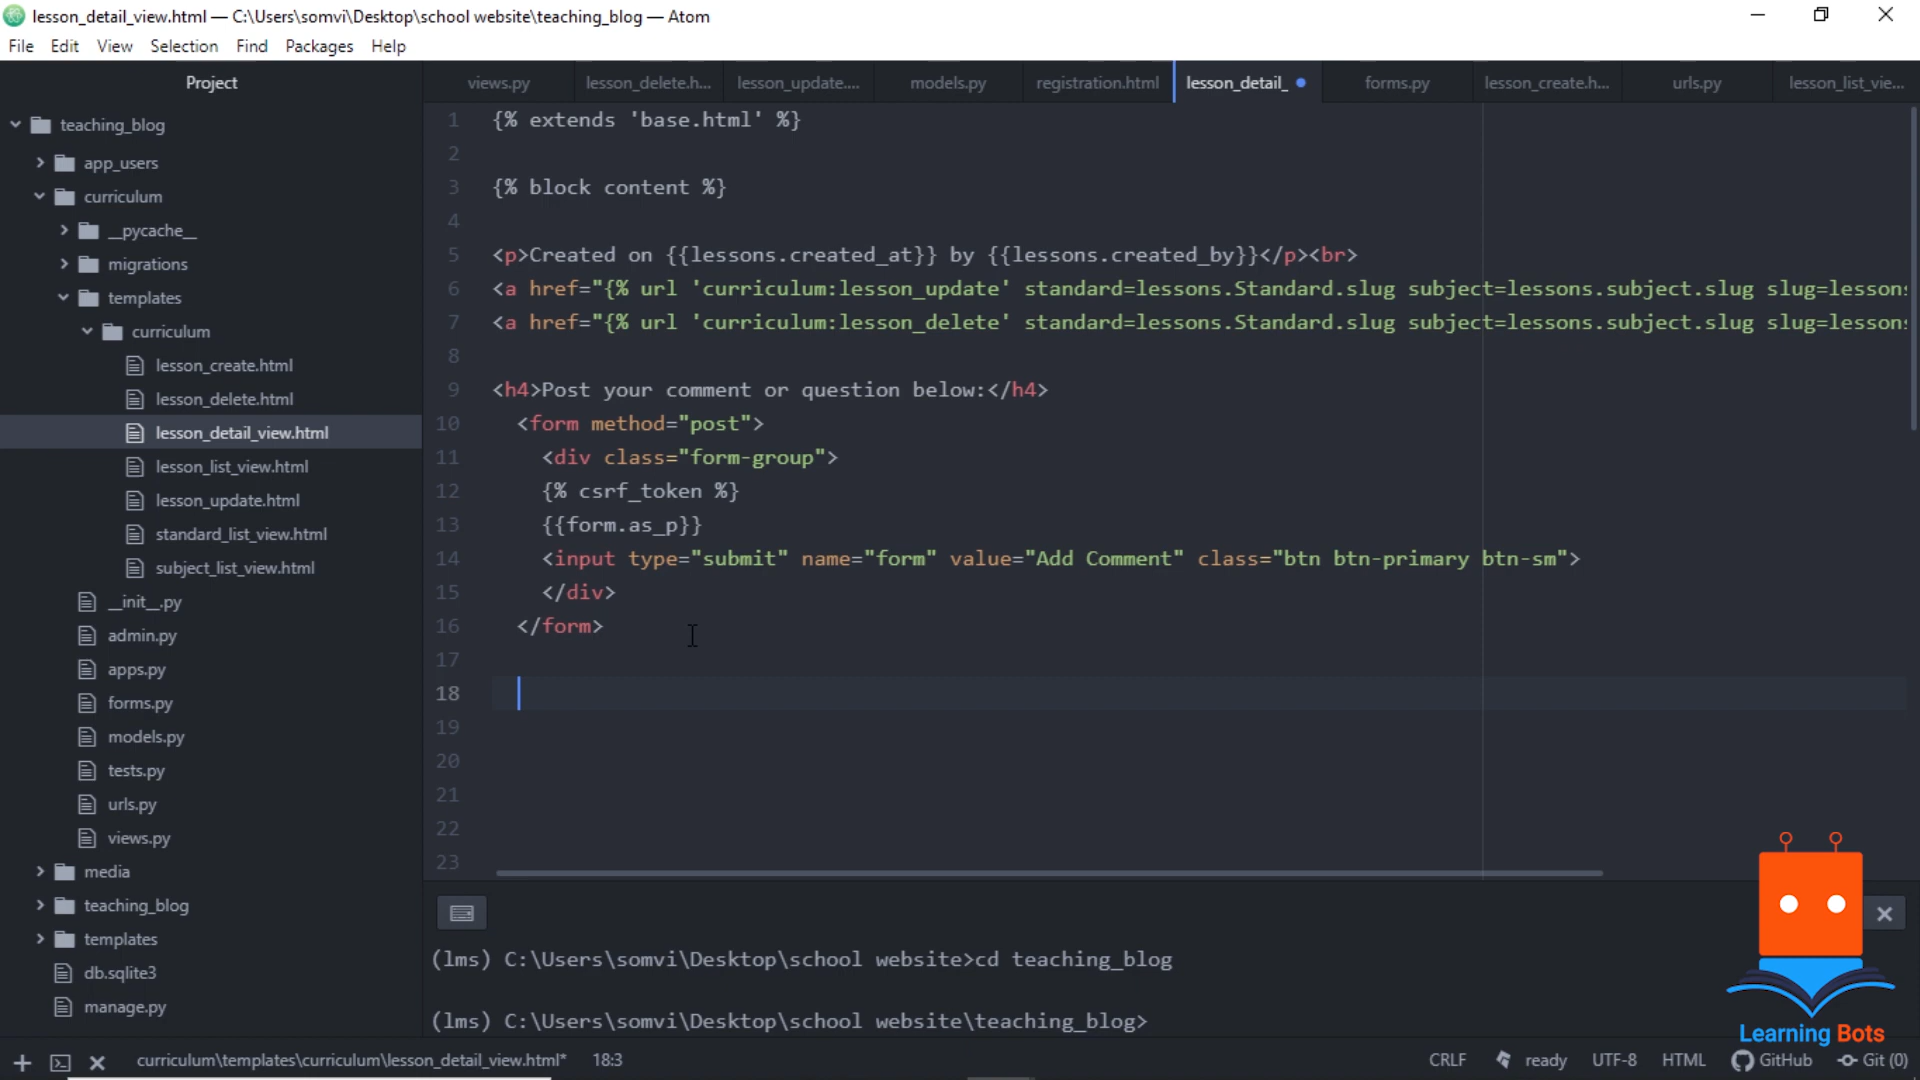 lesson_detail_view.html — C:\Users\somvi\Desktop\school website\teaching_blog — Atom
File Edit View Selection Find Packages Help
Project
views.py lesson_delete.h... lesson_update.... models.py registration.html lesson_detail_ forms.py lesson_create.h... urls.py lesson_list_vie...
teaching_blog
app_users
curriculum
__pycache__
migrations
templates
curriculum
lesson_create.html
lesson_delete.html
lesson_detail_view.html
lesson_list_view.html
lesson_update.html
standard_list_view.html
subject_list_view.html
__init__.py
admin.py
apps.py
forms.py
models.py
tests.py
urls.py
views.py
media
teaching_blog
templates
db.sqlite3
manage.py
1 {% extends 'base.html' %}
2
3 {% block content %}
4
5 <p>Created on {{lessons.created_at}} by {{lessons.created_by}}</p><br>
6 <a href="{% url 'curriculum:lesson_update' standard=lessons.Standard.slug subject=lessons.subject.slug slug=lessons
7 <a href="{% url 'curriculum:lesson_delete' standard=lessons.Standard.slug subject=lessons.subject.slug slug=lessons
8
9 <h4>Post your comment or question below:</h4>
10 <form method="post">
11 <div class="form-group">
12 {% csrf_token %}
13 {{form.as_p}}
14 <input type="submit" name="form" value="Add Comment" class="btn btn-primary btn-sm">
15 </div>
16 </form>
17
18
19
20
21
22
23
(lms) C:\Users\somvi\Desktop\school website>cd teaching_blog
(lms) C:\Users\somvi\Desktop\school website\teaching_blog>
Learning Bots
curriculum\templates\curriculum\lesson_detail_view.html* 18:3 CRLF ready UTF-8 HTML GitHub Git (0)